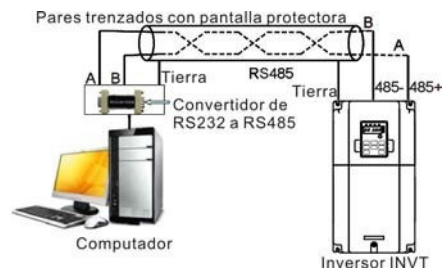 Pares trenzados con pantalla protectora
B
A
A B
Tierra
RS485
Tierra
485-
485+
Convertidor de
RS232 a RS485
Computador
Inversor INVT